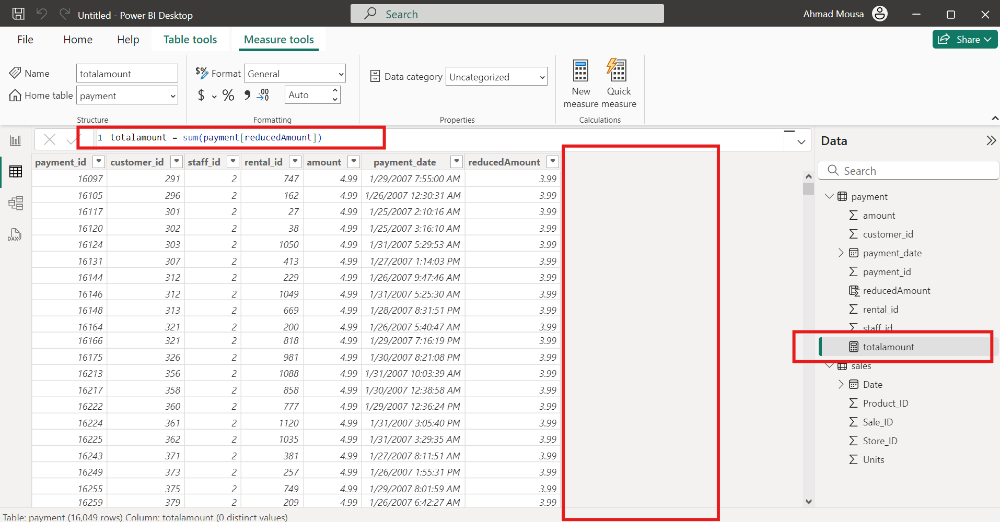 Untitled - Power BI Desktop
Search
Ahmad Mousa
File Home Help Table tools Measure tools
Share
Name totalamount
Home table payment
Structure
$% Format General
$ % , .00 Auto
Formatting
Data category Uncategorized
Properties
New measure
Quick measure
Calculations
1 totalamount = sum(payment[reducedAmount])
payment_id customer_id staff_id rental_id amount payment_date reducedAmount
16097 291 2 747 4.99 1/29/2007 7:55:00 AM 3.99
16105 296 2 162 4.99 1/26/2007 12:30:31 AM 3.99
16117 301 2 27 4.99 1/25/2007 2:10:16 AM 3.99
16120 302 2 38 4.99 1/25/2007 3:16:10 AM 3.99
16124 303 2 1050 4.99 1/31/2007 5:29:53 AM 3.99
16131 307 2 413 4.99 1/27/2007 1:14:03 PM 3.99
16144 312 2 229 4.99 1/26/2007 9:47:46 AM 3.99
16146 312 2 1049 4.99 1/31/2007 5:25:30 AM 3.99
16148 313 2 669 4.99 1/28/2007 8:31:51 PM 3.99
16164 321 2 200 4.99 1/26/2007 5:40:47 AM 3.99
16166 321 2 818 4.99 1/29/2007 7:16:19 PM 3.99
16175 326 2 981 4.99 1/30/2007 8:21:08 PM 3.99
16213 356 2 1088 4.99 1/31/2007 10:03:39 AM 3.99
16217 358 2 858 4.99 1/30/2007 12:38:58 AM 3.99
16222 360 2 777 4.99 1/29/2007 12:36:24 PM 3.99
16224 361 2 1120 4.99 1/31/2007 3:05:40 PM 3.99
16225 362 2 1035 4.99 1/31/2007 3:29:35 AM 3.99
16243 371 2 381 4.99 1/27/2007 8:11:51 AM 3.99
16249 373 2 257 4.99 1/26/2007 1:55:31 PM 3.99
16255 375 2 749 4.99 1/29/2007 8:01:59 AM 3.99
16259 379 2 209 4.99 1/26/2007 6:42:27 AM 3.99
DAX
Data
Search
payment
amount
customer_id
payment_date
payment_id
reducedAmount
rental_id
staff_id
totalamount
sales
Date
Product_ID
Sale_ID
Store_ID
Units
Table: payment (16,049 rows) Column: totalamount (0 distinct values)